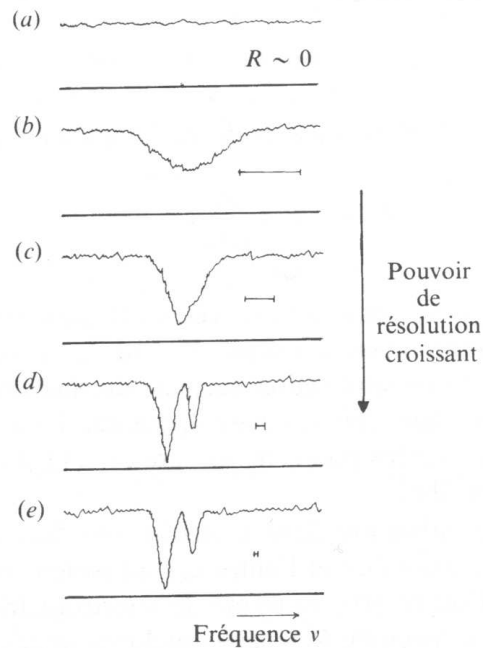 (a)
R ~ 0
(b)
(c)
(d)
(e)
Pouvoir
de
résolution
croissant
Fréquence ν